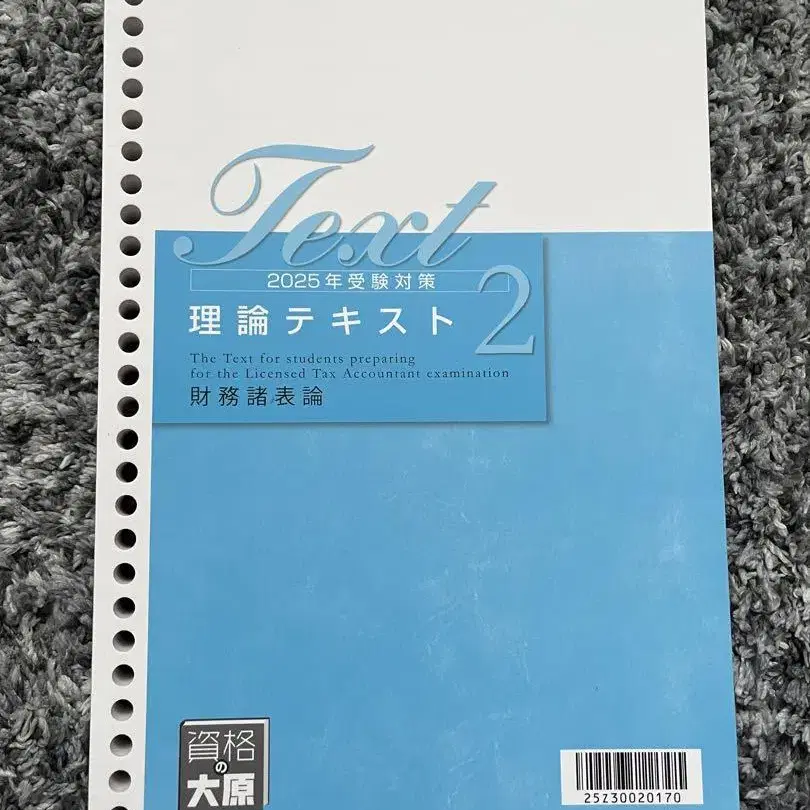 Text
2025年受験対策
理論テキスト 2
The Text for students preparing
for the Licensed Tax Accountant examination
財務諸表論
資格
の
大原
25Z30020170